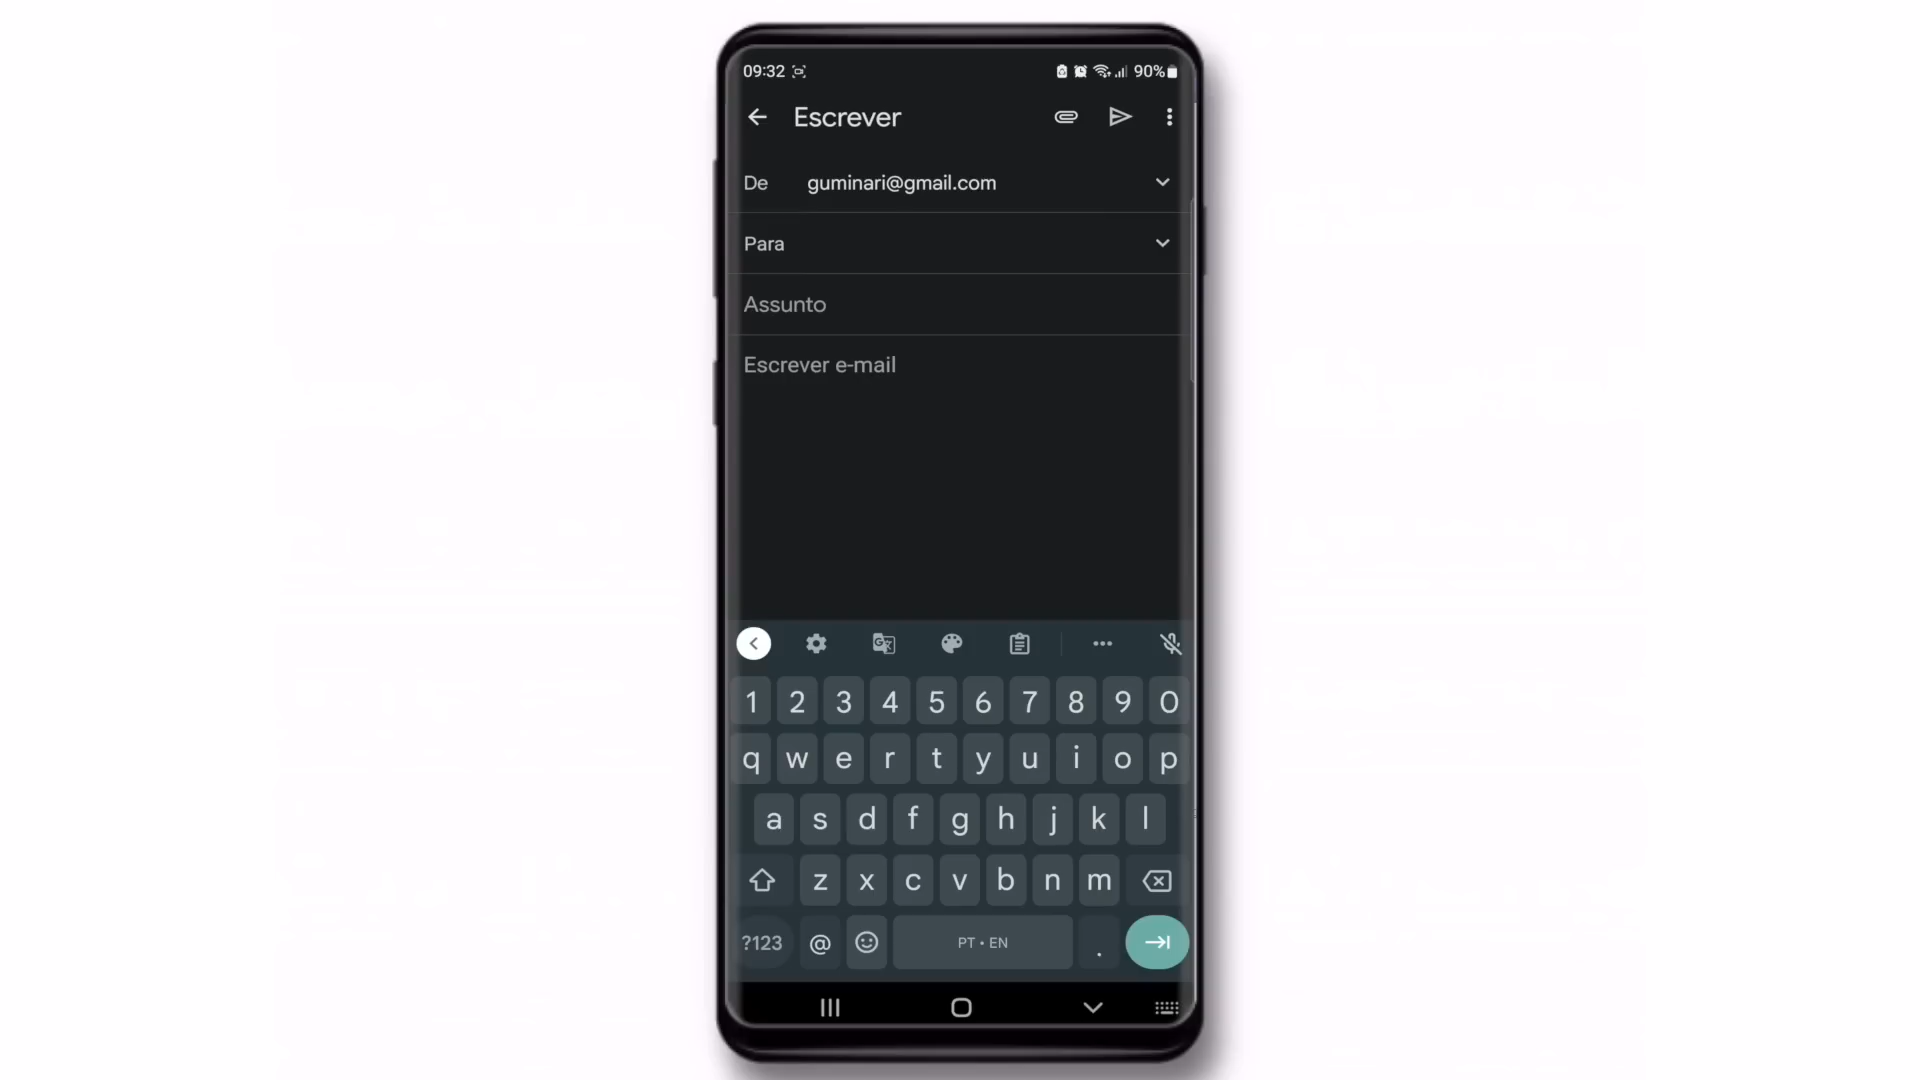 09:32 90%
Escrever
De guminari@gmail.com
Para
Assunto
Escrever e-mail
1 2 3 4 5 6 7 8 9 0
q w e r t y u i o p
a s d f g h j k l
z x c v b n m
?123 @ PT • EN .